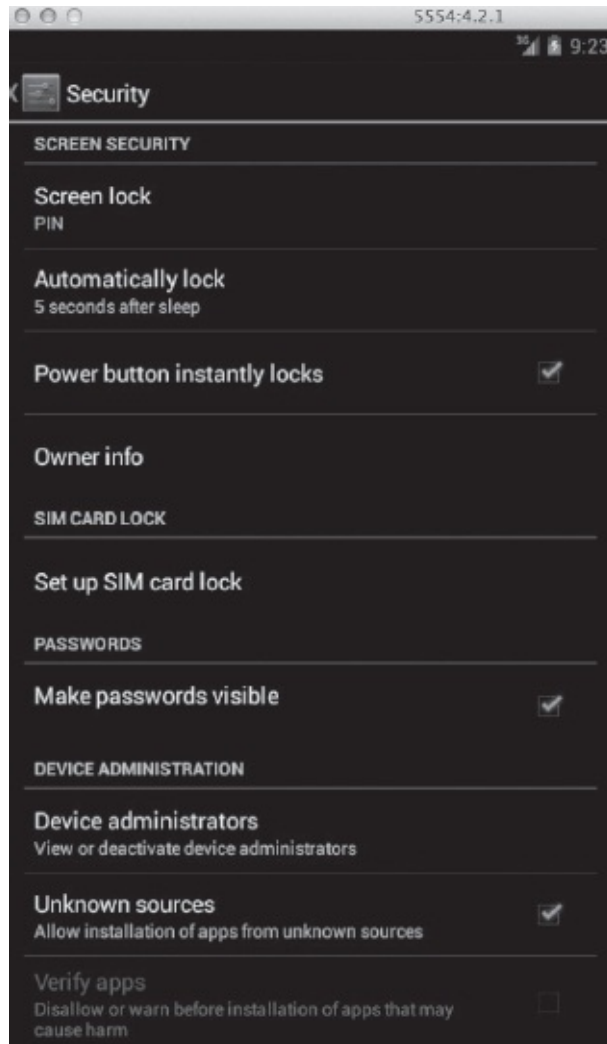 5554:4.2.1
3G 9:23
Security
SCREEN SECURITY
Screen lock
PIN
Automatically lock
5 seconds after sleep
Power button instantly locks
Owner info
SIM CARD LOCK
Set up SIM card lock
PASSWORDS
Make passwords visible
DEVICE ADMINISTRATION
Device administrators
View or deactivate device administrators
Unknown sources
Allow installation of apps from unknown sources
Verify apps
Disallow or warn before installation of apps that may
cause harm